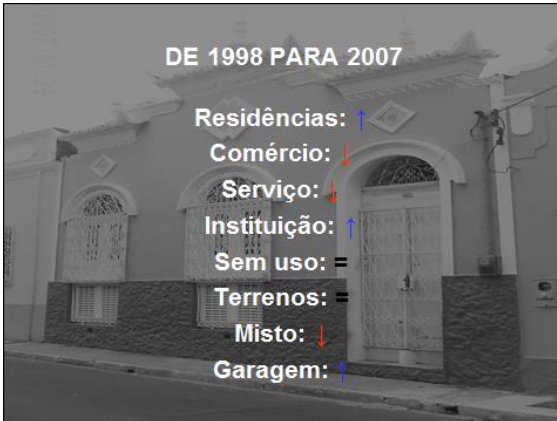 DE 1998 PARA 2007
Residências: ↑
Comércio: ↓
Serviço: ↓
Instituição: ↑
Sem uso: =
Terrenos: =
Misto: ↓
Garagem: ↑